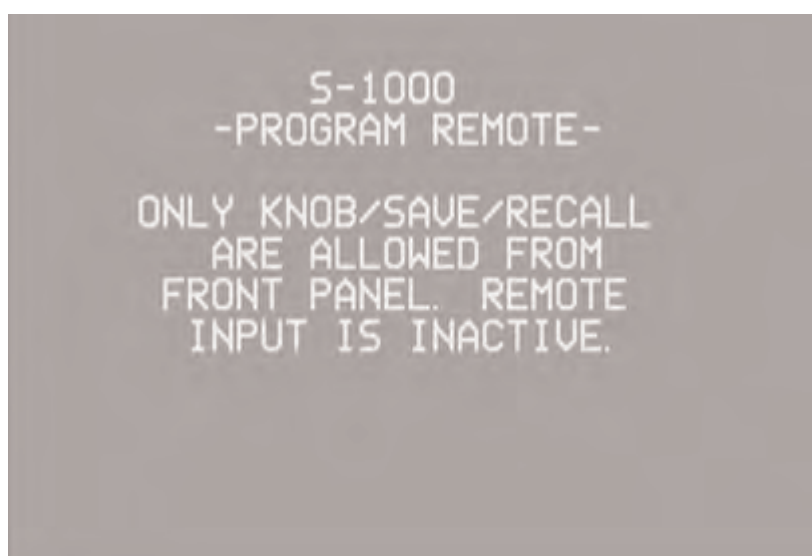 S-1000
-PROGRAM REMOTE-
ONLY KNOB/SAVE/RECALL
ARE ALLOWED FROM
FRONT PANEL. REMOTE
INPUT IS INACTIVE.